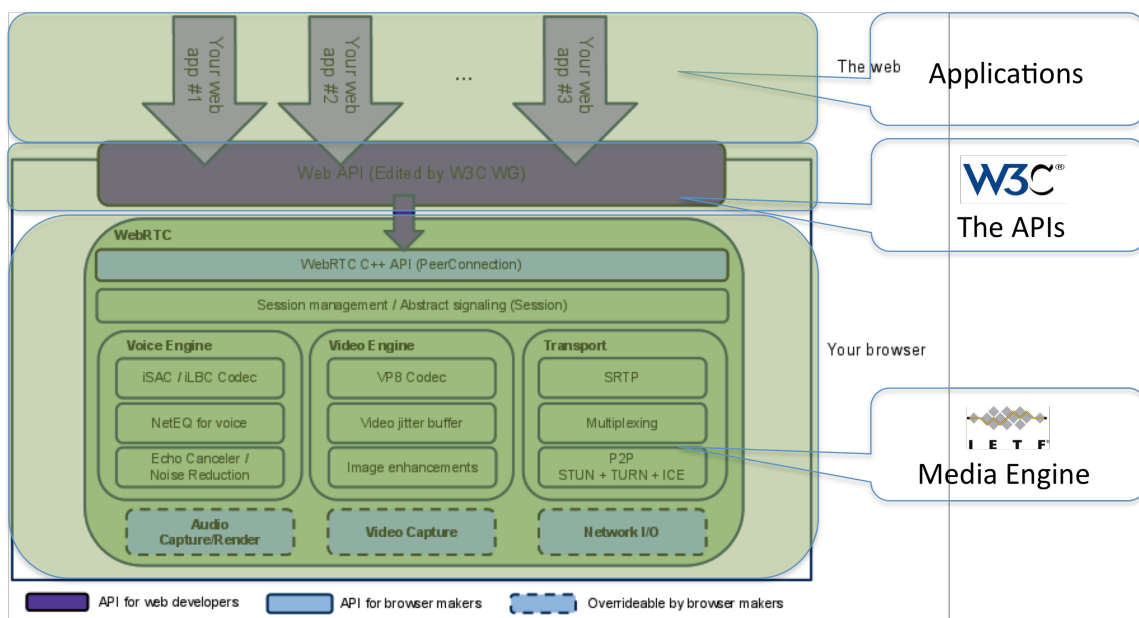 Your web
app #1
Your web
app #2
...
Your web
app #3
The web
Applications
Web API (Edited by W3C WG)
W3C®
The APIs
WebRTC
WebRTC C++ API (PeerConnection)
Session management / Abstract signaling (Session)
Voice Engine
iSAC / iLBC Codec
NetEQ for voice
Echo Canceler /
Noise Reduction
Video Engine
VP8 Codec
Video jitter buffer
Image enhancements
Transport
SRTP
Multiplexing
P2P
STUN + TURN + ICE
Your browser
I E T F®
Media Engine
Audio
Capture/Render
Video Capture
Network I/O
API for web developers
API for browser makers
Overrideable by browser makers